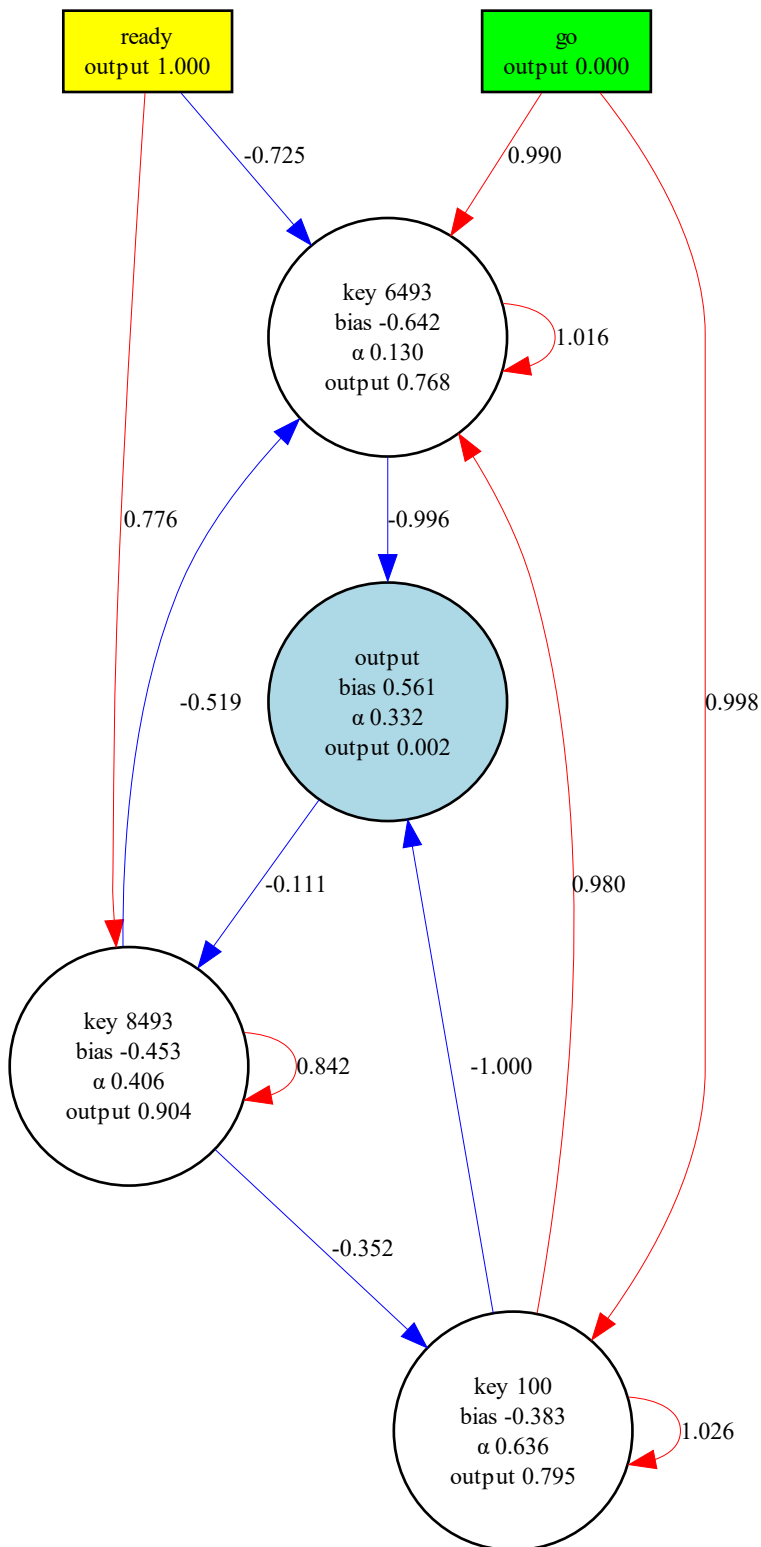 ready
output 1.000
go
output 0.000
-0.725
0.990
key 6493
bias -0.642
α 0.130
output 0.768
1.016
0.776
-0.996
output
bias 0.561
α 0.332
output 0.002
-0.519
0.998
-0.111
0.980
key 8493
bias -0.453
α 0.406
output 0.904
0.842
-1.000
-0.352
key 100
bias -0.383
α 0.636
output 0.795
1.026